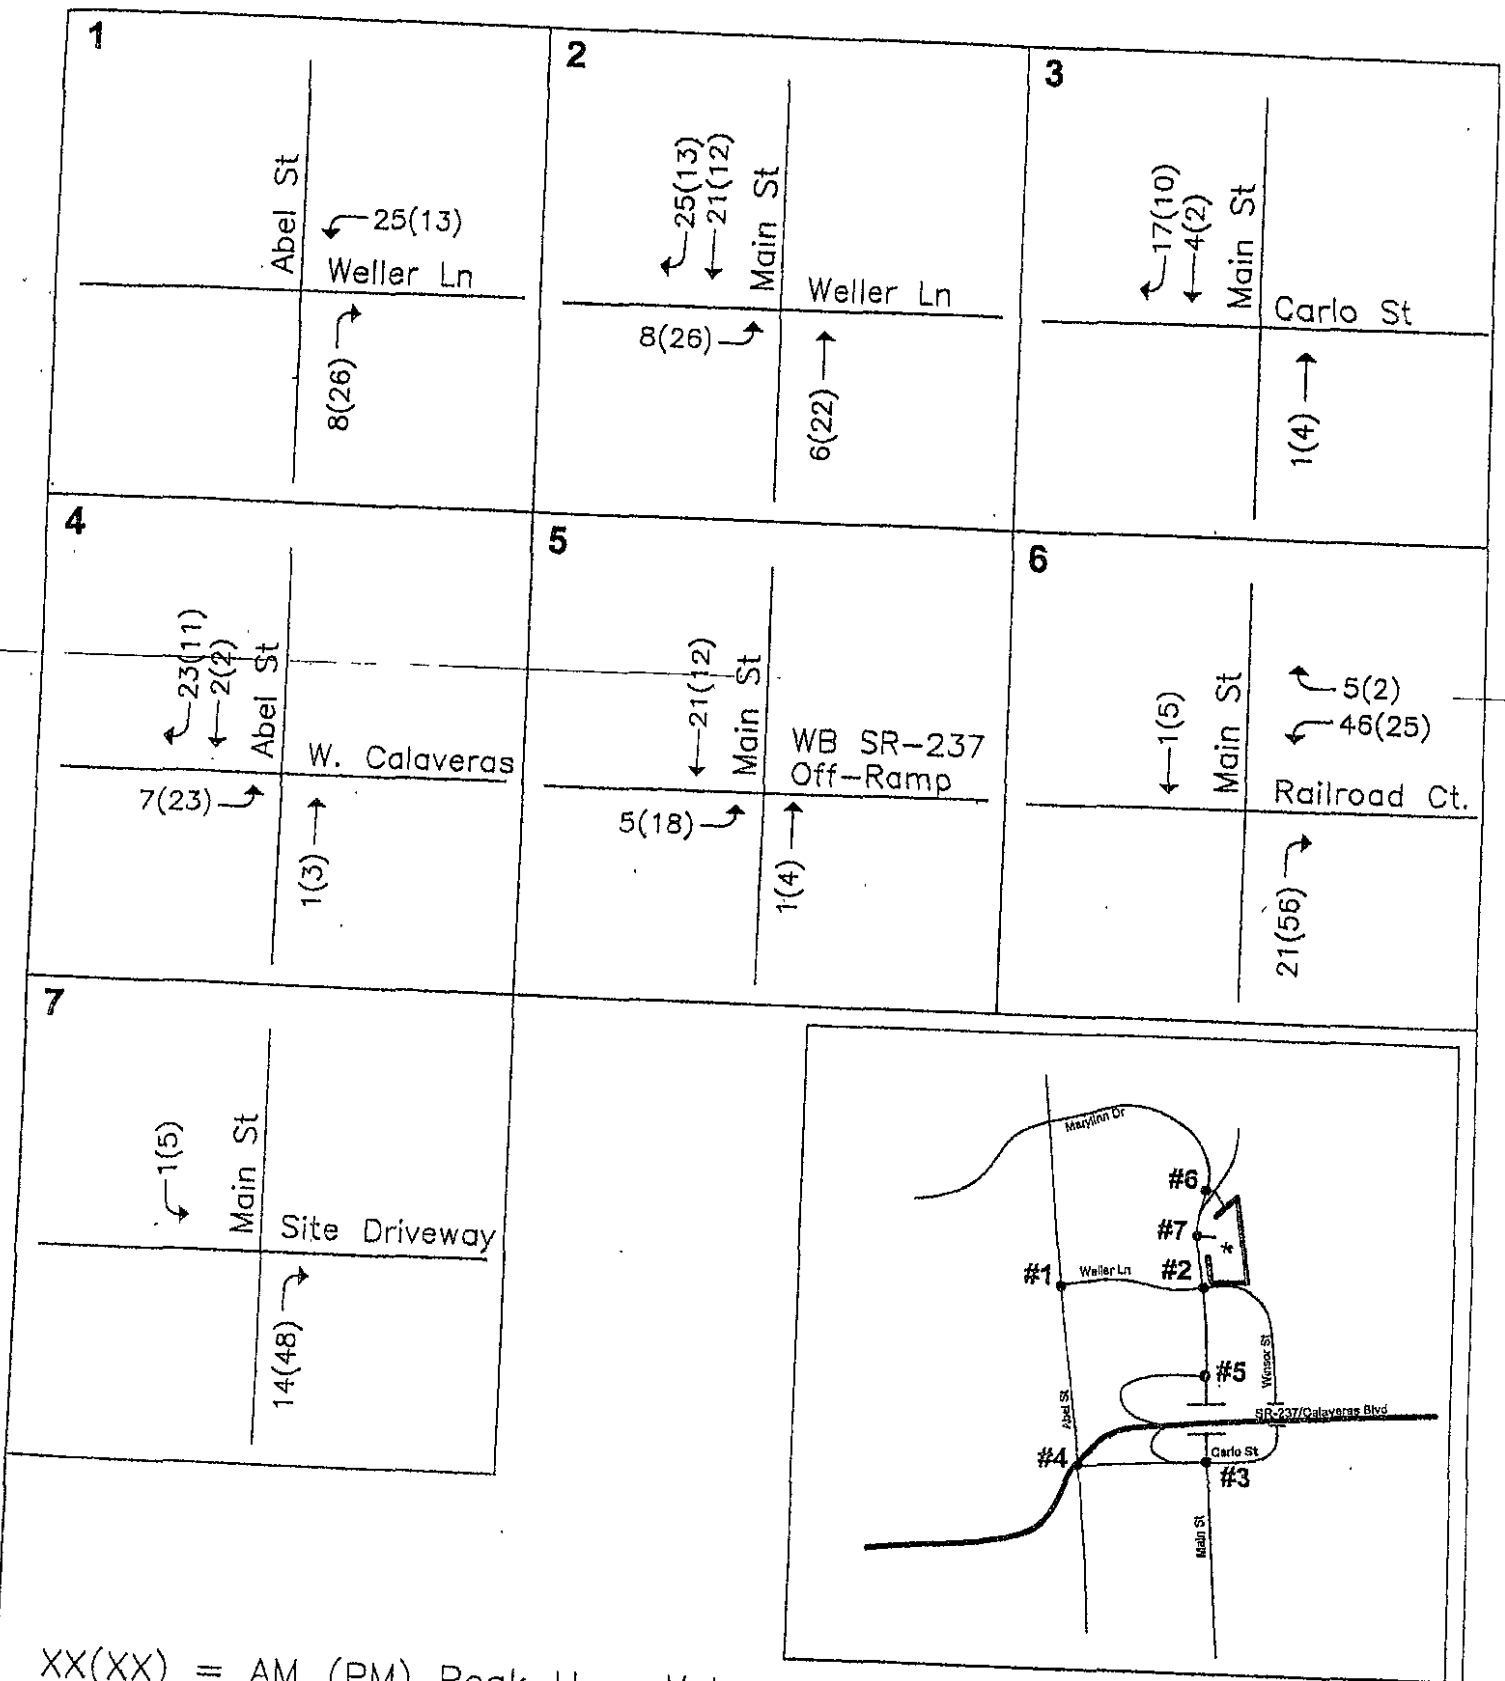 1
Abel St
25(13)
Weller Ln
8(26)
2
25(13)
21(12)
Main St
Weller Ln
8(26)
6(22)
3
17(10)
4(2)
Main St
Carlo St
1(4)
4
23(11)
2(2)
Abel St
W. Calaveras
7(23)
1(3)
5
21(12)
Main St
WB SR-237
Off-Ramp
5(18)
1(4)
6
1(5)
Main St
5(2)
46(25)
Railroad Ct.
21(56)
7
1(5)
Main St
Site Driveway
14(48)
Marylinn Dr
#6
#7
*
#1
Weller Ln
#2
#5
Winsor St
Abel St
SR-237/Calaveras Blvd
#4
Carlo St
#3
Main St
XX(XX) = AM (PM) Peak